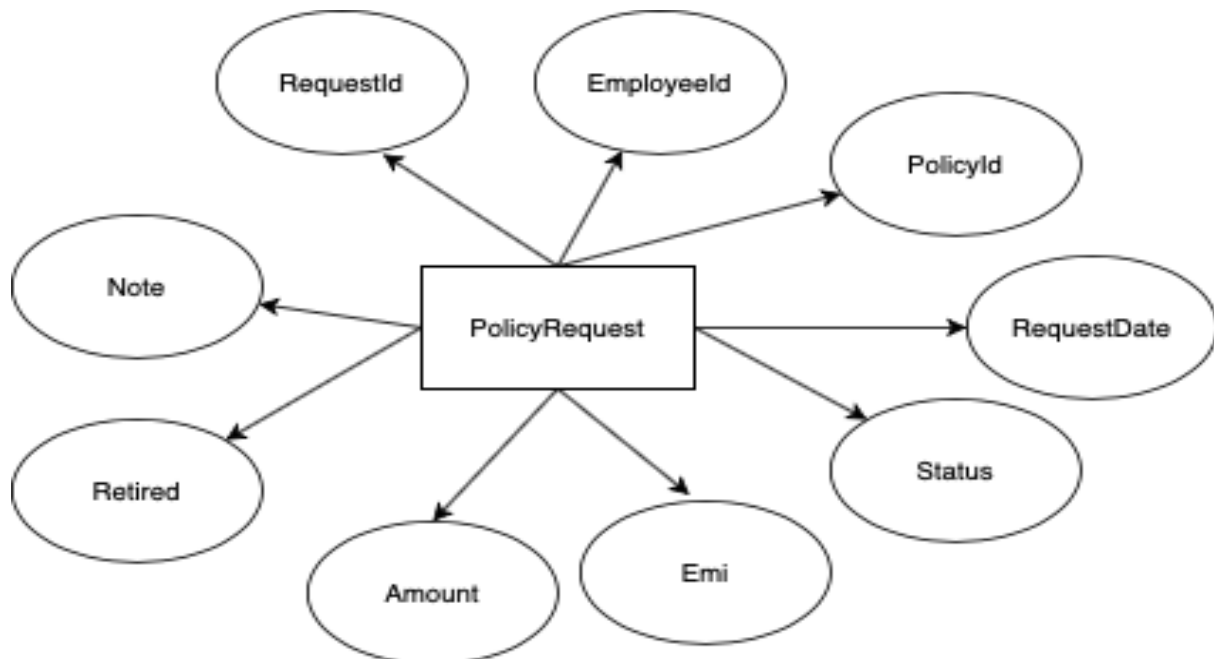 RequestId
EmployeeId
PolicyId
Note
PolicyRequest
RequestDate
Retired
Status
Amount
Emi